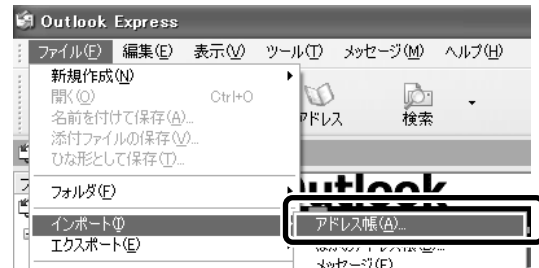 Outlook Express
ファイル(F) 編集(E) 表示(V) ツール(T) メッセージ(M) ヘルプ(H)
新規作成(N)
開く(O) Ctrl+O
名前を付けて保存(A)...
添付ファイルの保存(V)...
ひな形として保存(T)...
ドレス 検索
フォルダ(F)
Outlook
インポート(I) アドレス帳(A)...
エクスポート(E)
メッセージ(E)